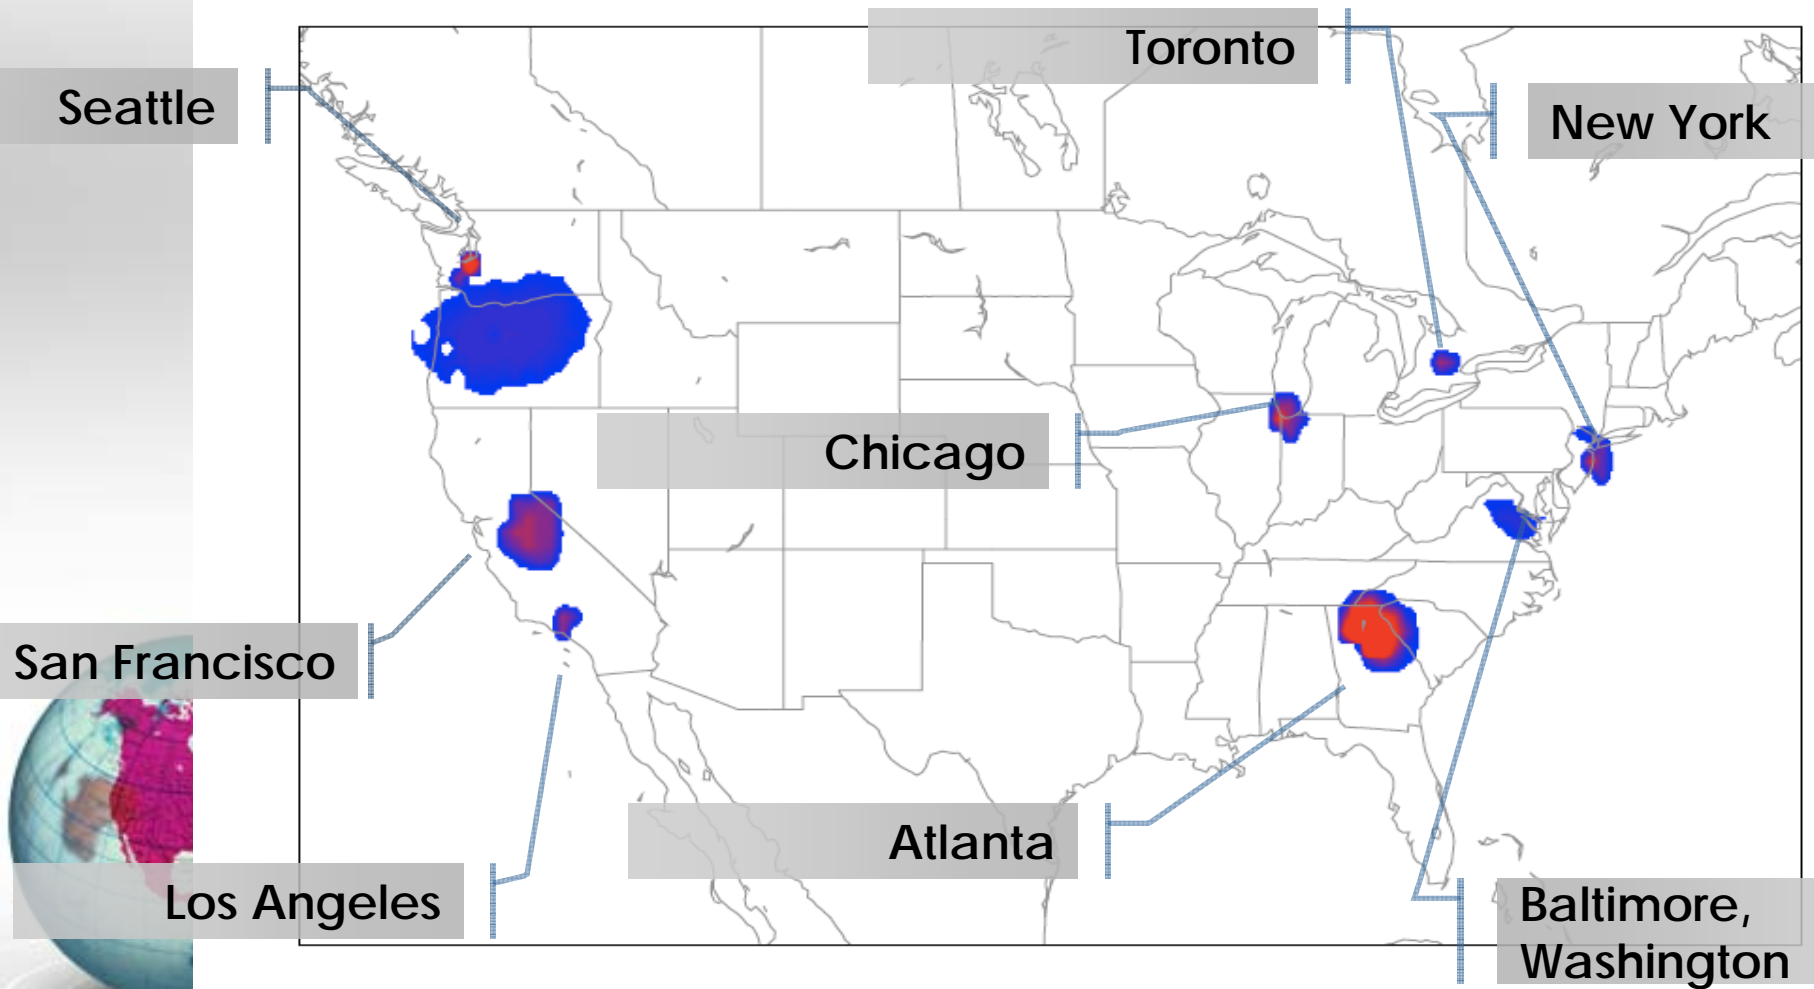 Toronto
Seattle
New York
Chicago
San Francisco
Atlanta
Los Angeles
Baltimore,
Washington